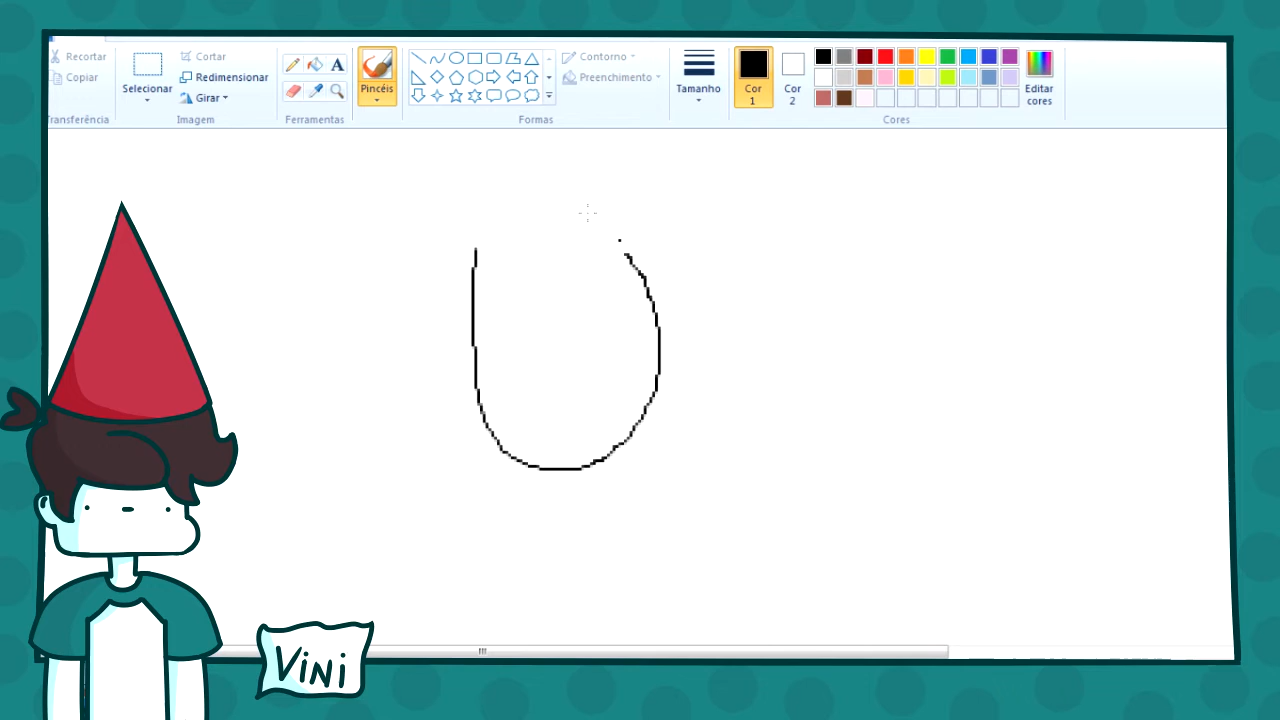 Recortar
Copiar
Transferência
Selecionar
Cortar
Redimensionar
Girar
Imagem
A
Ferramentas
Pincéis
Formas
Contorno
Preenchimento
Tamanho
Cor
1
Cor
2
Cores
Editar
cores
Vini